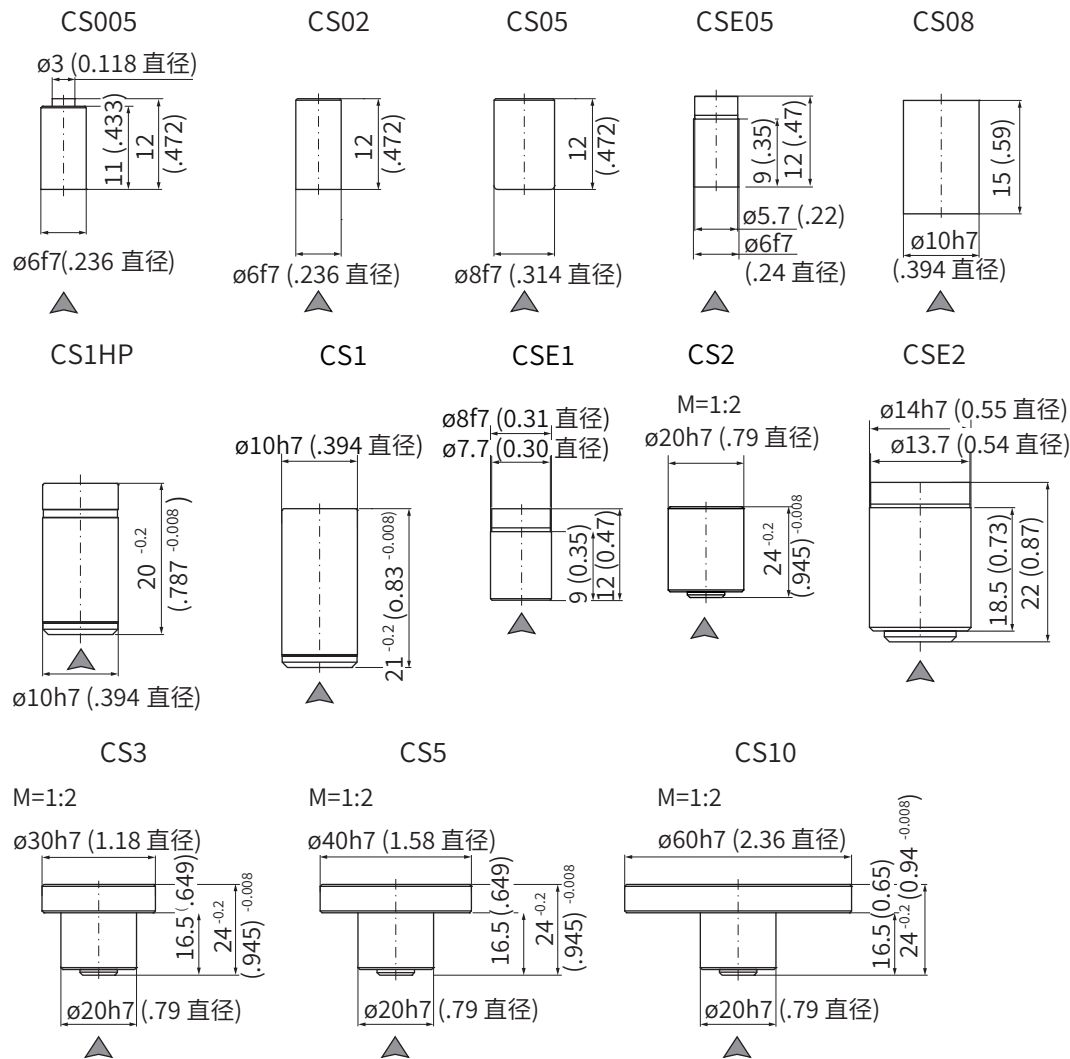 CS005
CS02
CS05
CSE05
CS08
ø3 (0.118 直径)
11 (.433)
12
(.472)
12
(.472)
12
(.472)
9 (.35)
12 (.47)
15 (.59)
ø6f7(.236 直径)
ø6f7 (.236 直径)
ø8f7 (.314 直径)
ø5.7 (.22)
ø6f7
(.24 直径)
ø10h7
(.394 直径)
CS1HP
CS1
CSE1
CS2
CSE2
20 -0.2
(.787 -0.008)
ø10h7 (.394 直径)
ø10h7 (.394 直径)
21 -0.2 (o.83 -0.008)
ø8f7 (0.31 直径)
ø7.7 (0.30 直径)
9 (0.35)
12 (0.47)
M=1:2
ø20h7 (.79 直径)
24 -0.2
(.945) -0.008
ø14h7 (0.55 直径)
ø13.7 (0.54 直径)
18.5 (0.73)
22 (0.87)
CS3
CS5
CS10
M=1:2
ø30h7 (1.18 直径)
16.5 (.649)
24 -0.2
(.945) -0.008
ø20h7 (.79 直径)
M=1:2
ø40h7 (1.58 直径)
16.5 (.649)
24 -0.2
(.945) -0.008
ø20h7 (.79 直径)
M=1:2
ø60h7 (2.36 直径)
16.5 (0.65)
24 -0.2 (0.94 -0.008)
ø20h7 (.79 直径)